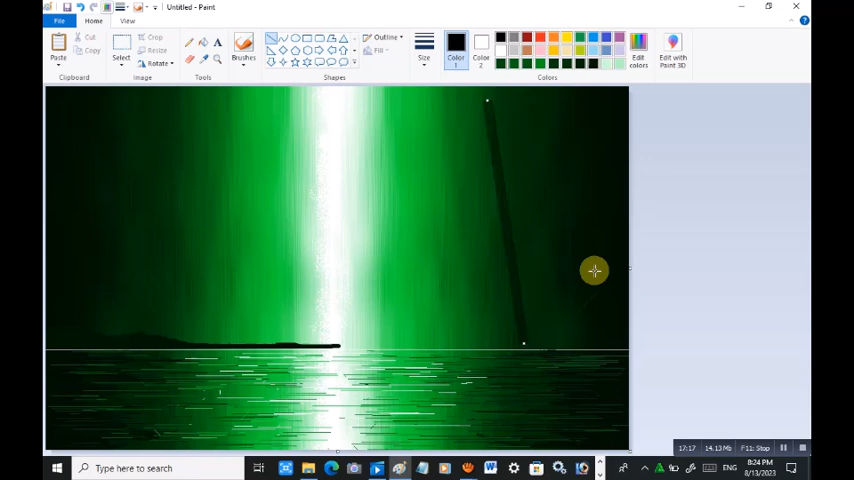 Untitled - Paint
File Home View
Paste
Cut
Copy
Clipboard
Select
Crop
Resize
Rotate
Image
Tools
Brushes
Outline
Fill
Shapes
Size
Color 1
Color 2
Edit colors
Colors
Edit with Paint 3D
17:17 14.13 Mb F11: Stop
Type here to search
ENG
8:24 PM
8/13/2023